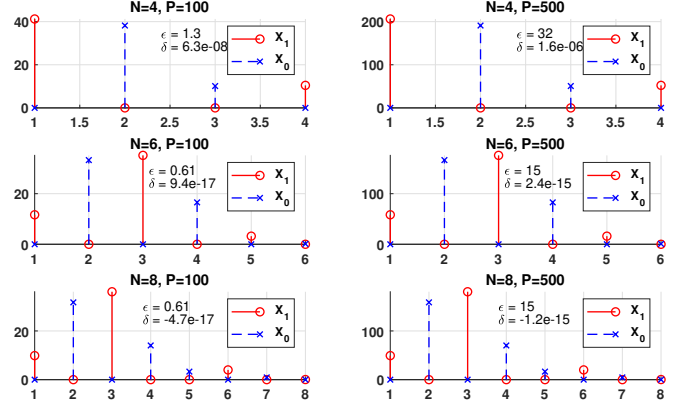 N=4, P=100
40
20
0
1 1.5 2 2.5 3 3.5 4
ϵ = 1.3
δ = 6.3e-08
X1
X0
N=4, P=500
200
100
0
1 1.5 2 2.5 3 3.5 4
ϵ = 32
δ = 1.6e-06
X1
X0
N=6, P=100
20
0
1 2 3 4 5 6
ϵ = 0.61
δ = 9.4e-17
X1
X0
N=6, P=500
100
0
1 2 3 4 5 6
ϵ = 15
δ = 2.4e-15
X1
X0
N=8, P=100
20
0
1 2 3 4 5 6 7 8
ϵ = 0.61
δ = -4.7e-17
X1
X0
N=8, P=500
100
0
1 2 3 4 5 6 7 8
ϵ = 15
δ = -1.2e-15
X1
X0